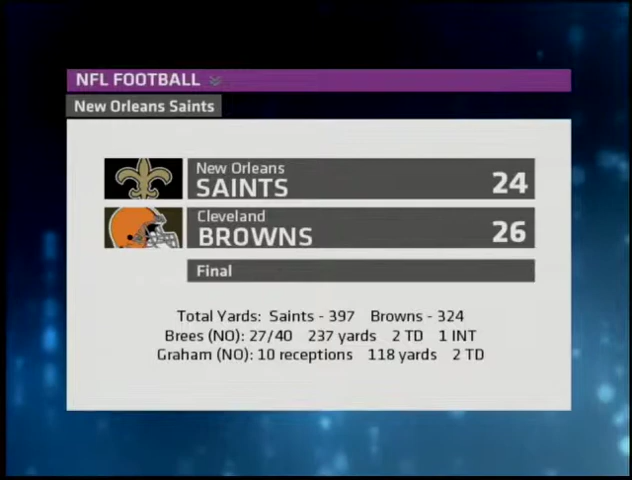 NFL FOOTBALL
New Orleans Saints
New Orleans
SAINTS 24
Cleveland
BROWNS 26
Final
Total Yards: Saints - 397 Browns - 324
Brees (NO): 27/40 237 yards 2 TD 1 INT
Graham (NO): 10 receptions 118 yards 2 TD